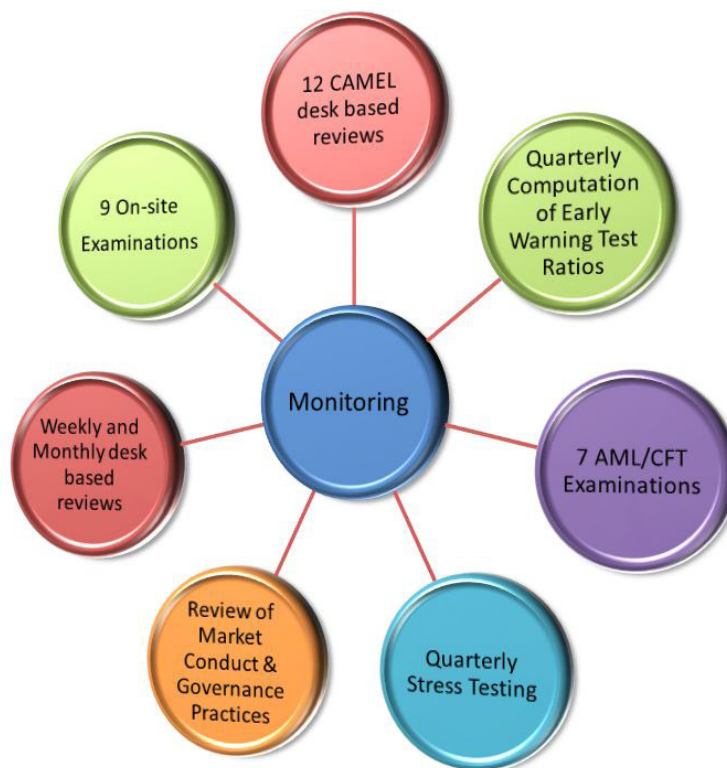 12 CAMEL
desk based
reviews
Quarterly
Computation
of Early
Warning Test
Ratios
9 On-site
Examinations
Monitoring
7 AML/CFT
Examinations
Weekly and
Monthly desk
based
reviews
Review of
Market
Conduct &
Governance
Practices
Quarterly
Stress Testing